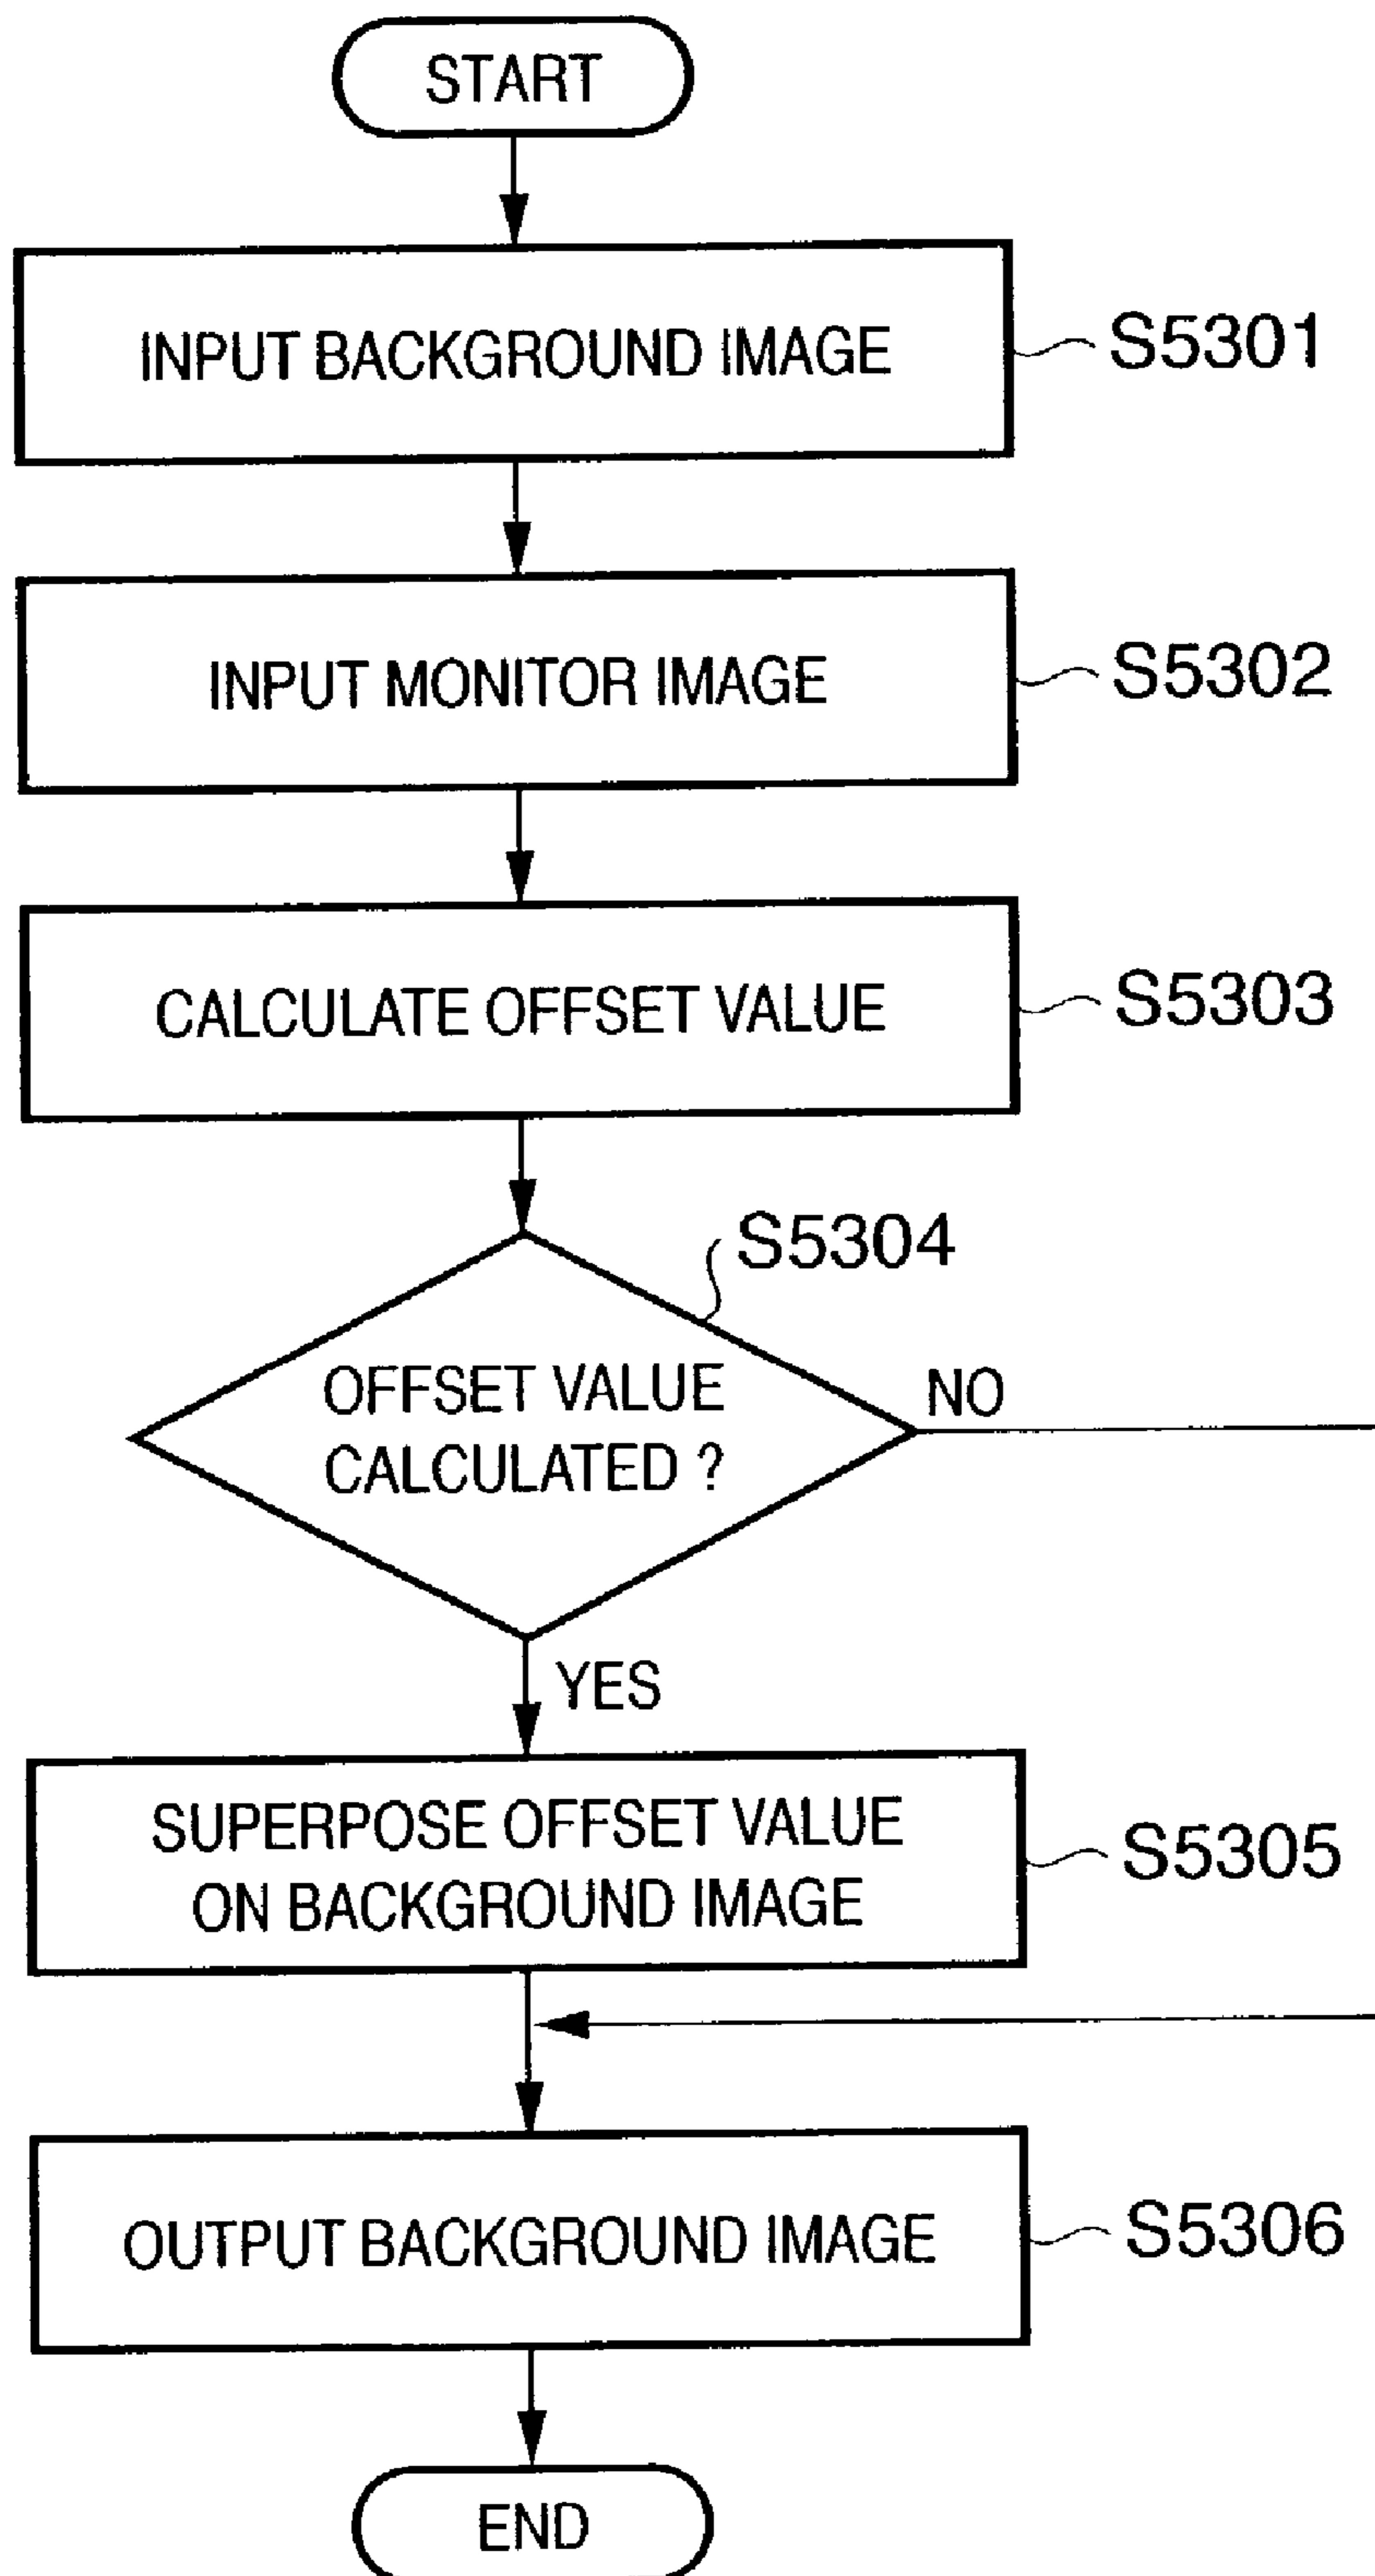 START
INPUT BACKGROUND IMAGE
S5301
INPUT MONITOR IMAGE
S5302
CALCULATE OFFSET VALUE
S5303
S5304
OFFSET VALUE
CALCULATED ?
NO
YES
SUPERPOSE OFFSET VALUE
ON BACKGROUND IMAGE
S5305
OUTPUT BACKGROUND IMAGE
S5306
END